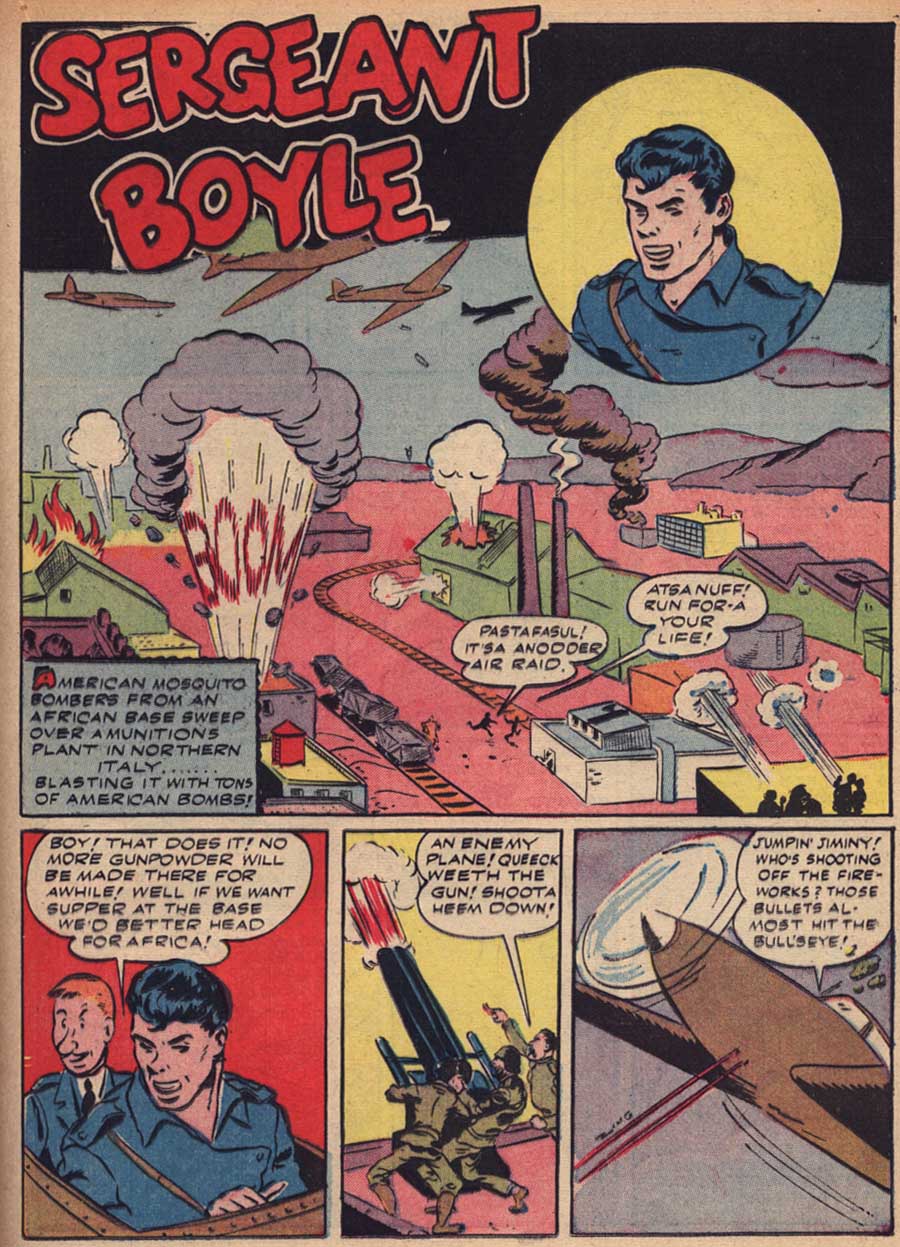 SERGEANT
BOYLE
BOOM
PASTAFASUL!
IT'SA ANODDER
AIR RAID.
ATSA NUFF!
RUN FOR-A
YOUR
LIFE!
AMERICAN MOSQUITO
BOMBERS FROM AN
AFRICAN BASE SWEEP
OVER A MUNITIONS
PLANT IN NORTHERN
ITALY.......
BLASTING IT WITH TONS
OF AMERICAN BOMBS!
BOY! THAT DOES IT! NO
MORE GUNPOWDER WILL
BE MADE THERE FOR
AWHILE! WELL IF WE WANT
SUPPER AT THE BASE
WE'D BETTER HEAD
FOR AFRICA!
AN ENEMY
PLANE! QUEECK
WEETH THE
GUN! SHOOTA
HEEM DOWN!
JUMPIN' JIMINY!
WHO'S SHOOTING
OFF THE FIRE-
WORKS? THOSE
BULLETS AL-
MOST HIT THE
BULL'SEYE!
ZING